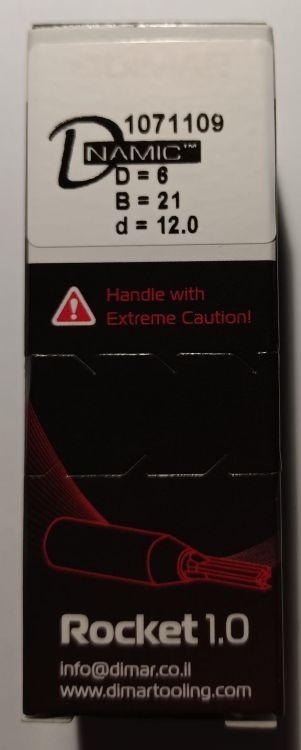 1071109
DNAMIC™
D = 6
B = 21
d = 12.0
Handle with
Extreme Caution!
Rocket 1.0
info@dimar.co.il
www.dimartooling.com